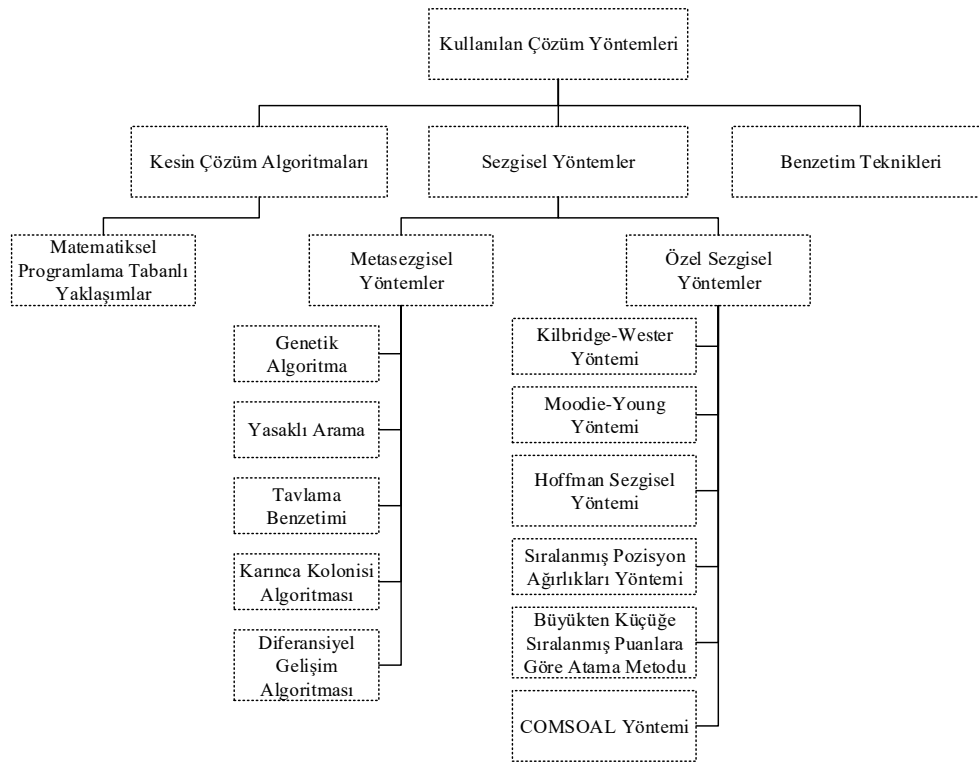 Kullanılan Çözüm Yöntemleri
Kesin Çözüm Algoritmaları
Sezgisel Yöntemler
Benzetim Teknikleri
Matematiksel
Programlama Tabanlı
Yaklaşımlar
Metasezgisel
Yöntemler
Özel Sezgisel
Yöntemler
Genetik
Algoritma
Yasaklı Arama
Tavlama
Benzetimi
Karınca Kolonisi
Algoritması
Diferansiyel
Gelişim
Algoritması
Kilbridge-Wester
Yöntemi
Moodie-Young
Yöntemi
Hoffman Sezgisel
Yöntemi
Sıralanmış Pozisyon
Ağırlıkları Yöntemi
Büyükten Küçüğe
Sıralanmış Puanlara
Göre Atama Metodu
COMSOAL Yöntemi